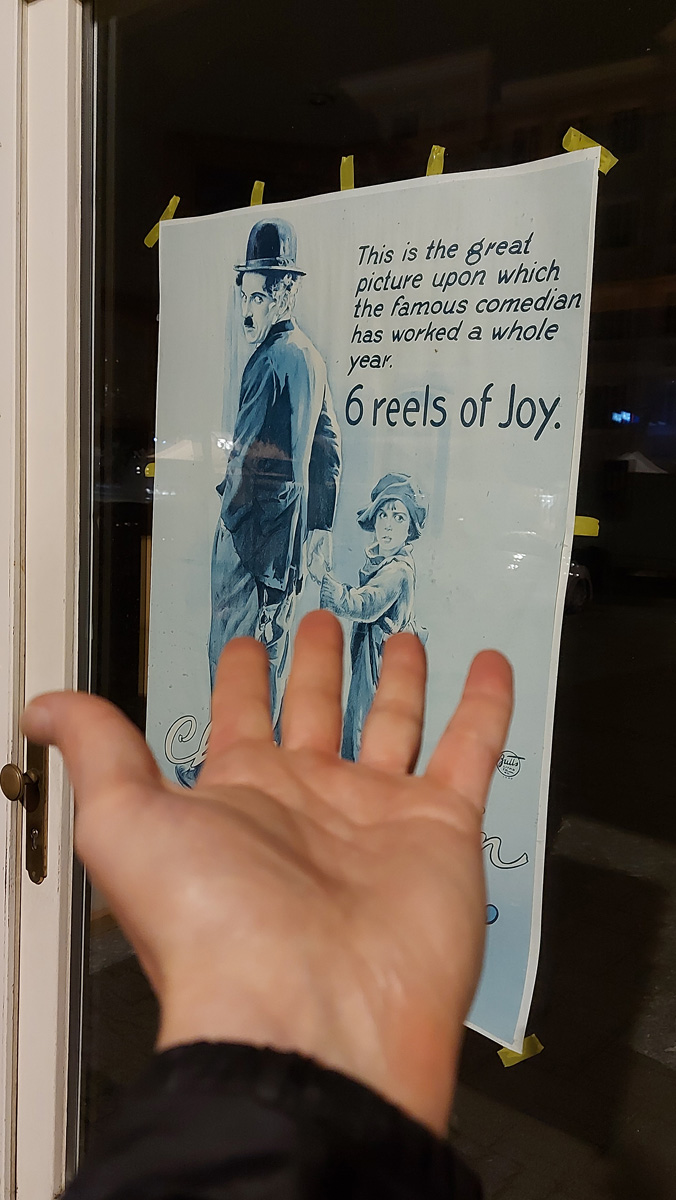 This is the great
picture upon which
the famous comedian
has worked a whole
year.
6 reels of Joy.